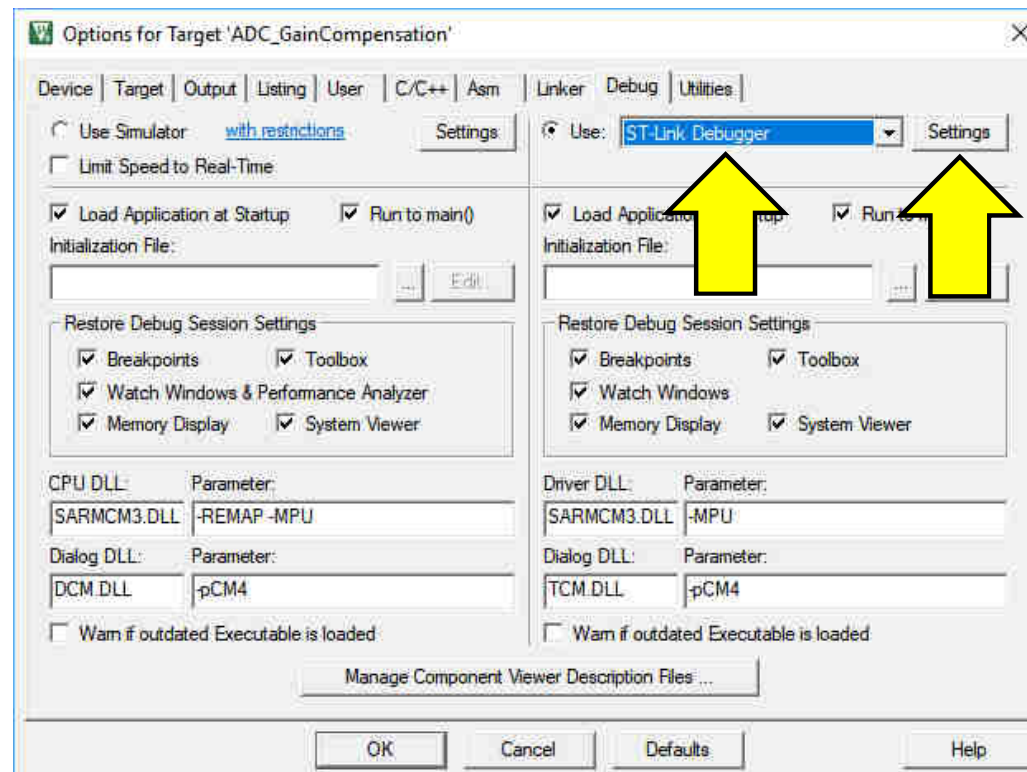 Options for Target 'ADC_GainCompensation'
Device Target Output Listing User C/C++ Asm Linker Debug Utilities
Use Simulator with restrictions Settings
Limit Speed to Real-Time
Load Application at Startup Run to main()
Initialization File:
... Edit...
Restore Debug Session Settings
Breakpoints Toolbox
Watch Windows & Performance Analyzer
Memory Display System Viewer
CPU DLL: Parameter:
SARMCM3.DLL -REMAP -MPU
Dialog DLL: Parameter:
DCM.DLL -pCM4
Warn if outdated Executable is loaded
Use: ST-Link Debugger Settings
Load
Initialization File:
...
Restore Debug Session Settings
Breakpoints Toolbox
Watch Windows
Memory Display System Viewer
Driver DLL: Parameter:
SARMCM3.DLL -MPU
Dialog DLL: Parameter:
TCM.DLL -pCM4
Warn if outdated Executable is loaded
Manage Component Viewer Description Files ...
OK Cancel Defaults Help